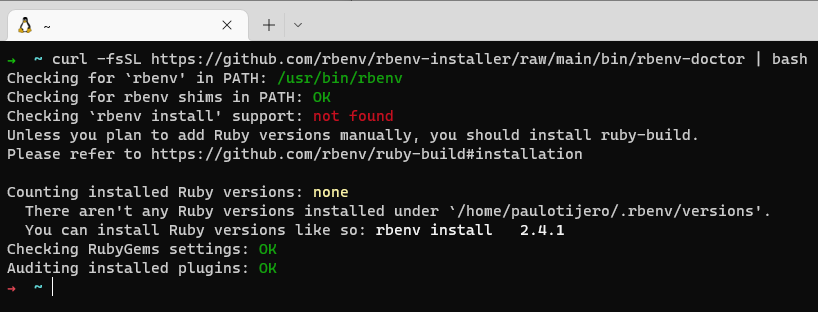 ~
→ ~ curl -fsSL https://github.com/rbenv/rbenv-installer/raw/main/bin/rbenv-doctor | bash
Checking for `rbenv' in PATH: /usr/bin/rbenv
Checking for rbenv shims in PATH: OK
Checking `rbenv install' support: not found
Unless you plan to add Ruby versions manually, you should install ruby-build.
Please refer to https://github.com/rbenv/ruby-build#installation

Counting installed Ruby versions: none
  There aren't any Ruby versions installed under `/home/paulotijero/.rbenv/versions'.
  You can install Ruby versions like so: rbenv install   2.4.1
Checking RubyGems settings: OK
Auditing installed plugins: OK
→ ~